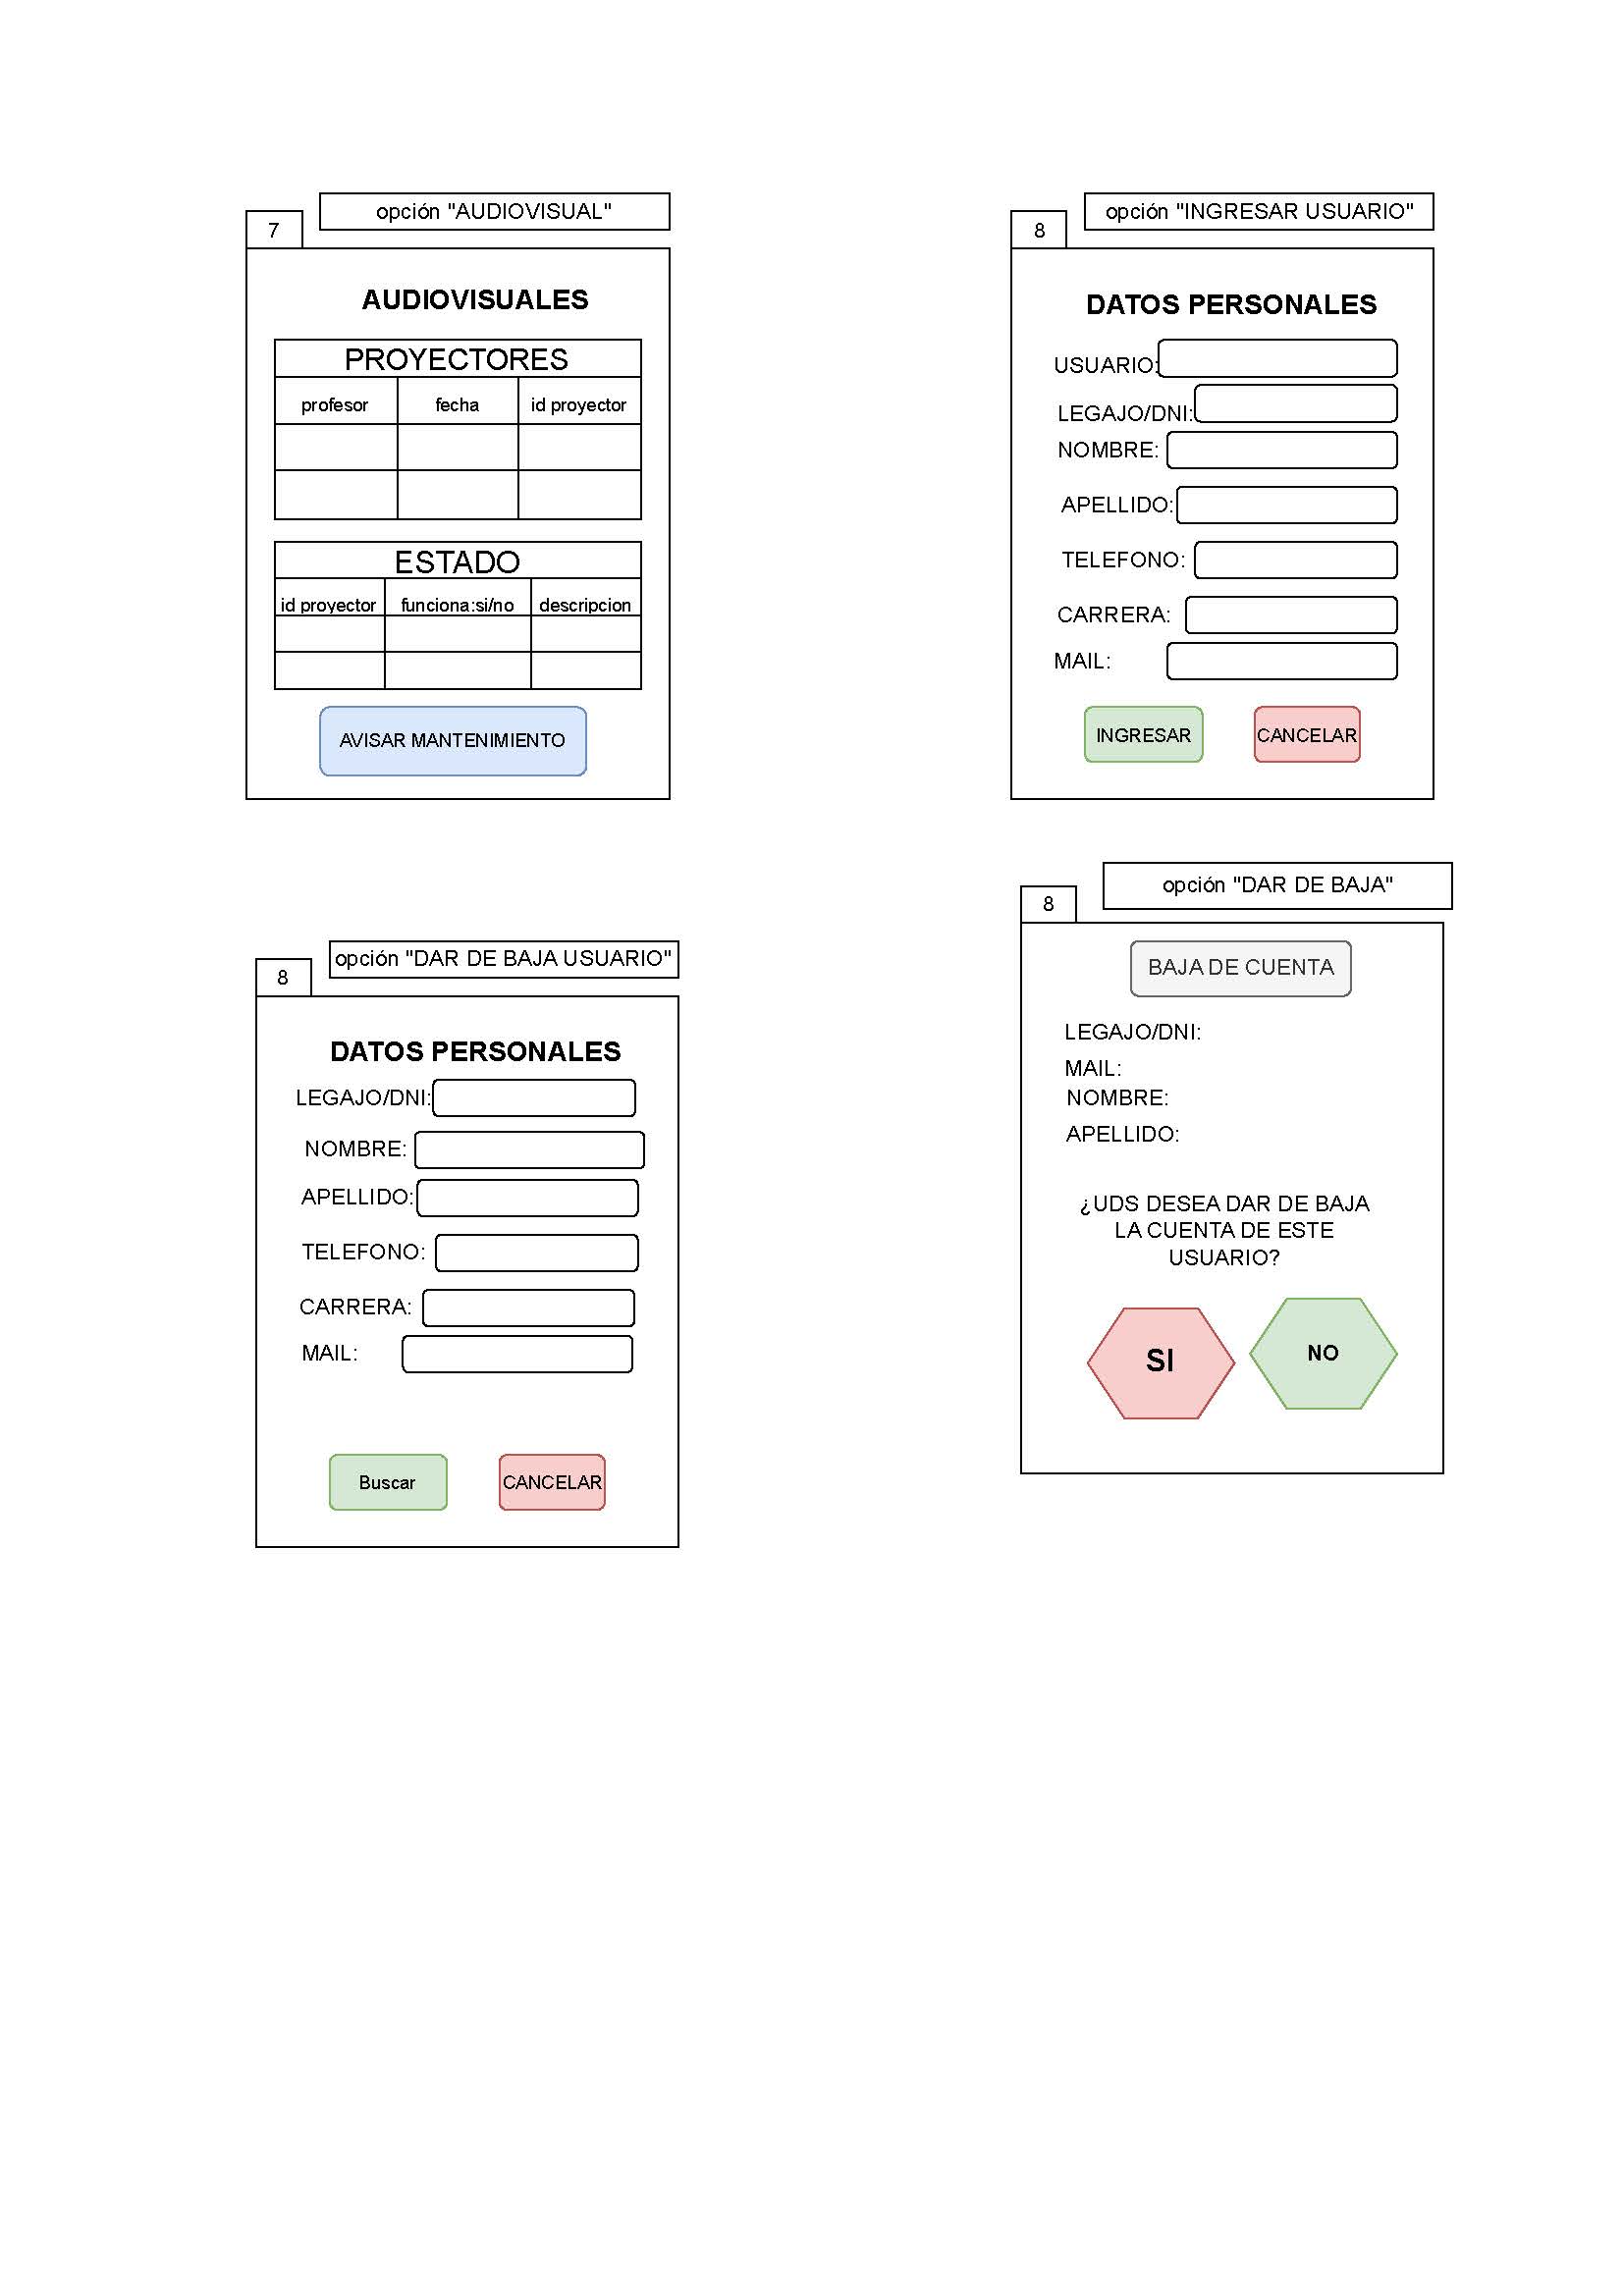 opción "AUDIOVISUAL"
7
AUDIOVISUALES
PROYECTORES
profesor fecha id proyector
ESTADO
id proyector funciona:si/no descripcion
AVISAR MANTENIMIENTO
opción "INGRESAR USUARIO"
8
DATOS PERSONALES
USUARIO:
LEGAJO/DNI:
NOMBRE:
APELLIDO:
TELEFONO:
CARRERA:
MAIL:
INGRESAR CANCELAR
opción "DAR DE BAJA USUARIO"
8
DATOS PERSONALES
LEGAJO/DNI:
NOMBRE:
APELLIDO:
TELEFONO:
CARRERA:
MAIL:
Buscar CANCELAR
opción "DAR DE BAJA"
8
BAJA DE CUENTA
LEGAJO/DNI:
MAIL:
NOMBRE:
APELLIDO:
¿UDS DESEA DAR DE BAJA
LA CUENTA DE ESTE
USUARIO?
SI NO